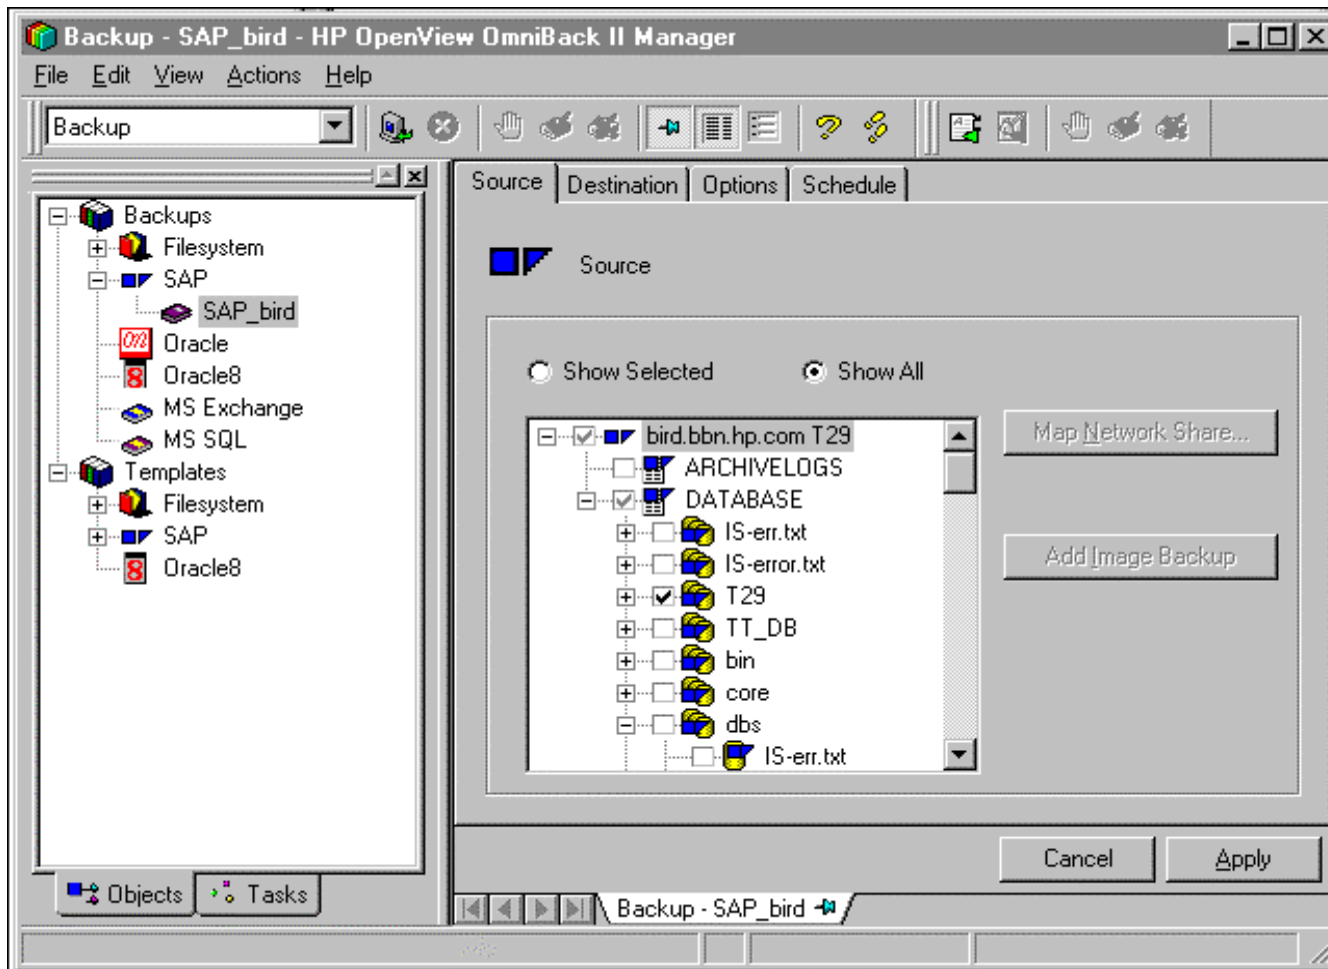 Backup - SAP_bird - HP OpenView OmniBack II Manager
File Edit View Actions Help
Backup
Source Destination Options Schedule
Backups
Filesystem
SAP
SAP_bird
Oracle
Oracle8
MS Exchange
MS SQL
Templates
Filesystem
SAP
Oracle8
Objects Tasks
Source
Show Selected Show All
bird.bbn.hp.com T29
ARCHIVELOGS
DATABASE
IS-err.txt
IS-error.txt
T29
TT_DB
bin
core
dbs
IS-err.txt
Map Network Share...
Add Image Backup
Cancel Apply
Backup - SAP_bird